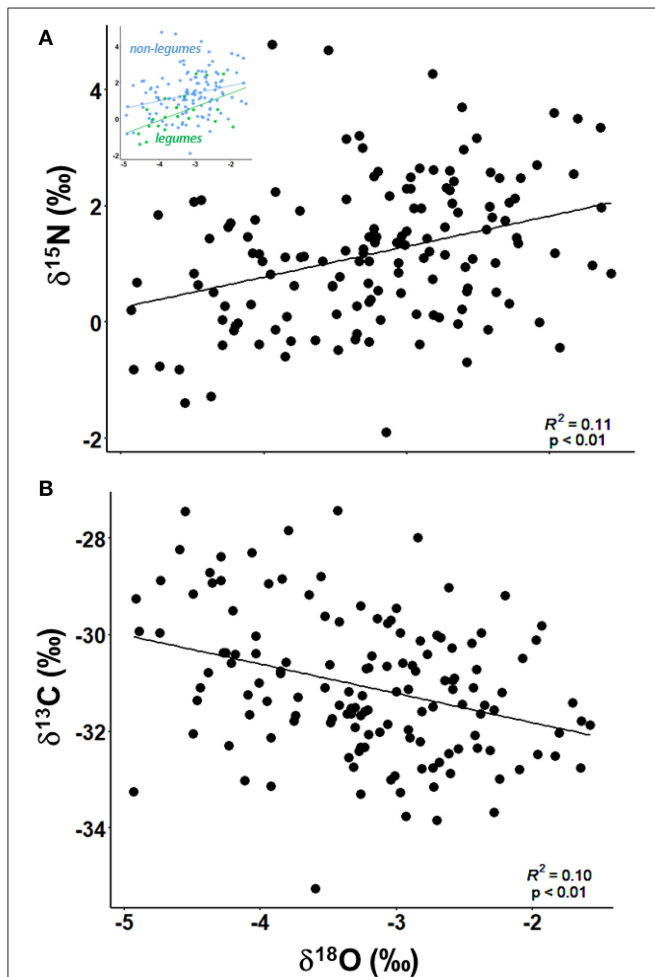 A
non-legumes
legumes
4
2
0
-2
-4
-3
-2
4
2
0
-2
δ15N (‰)
R² = 0.11
p < 0.01
B
-28
-30
-32
-34
δ13C (‰)
R² = 0.10
p < 0.01
-5
-4
-3
-2
δ18O (‰)